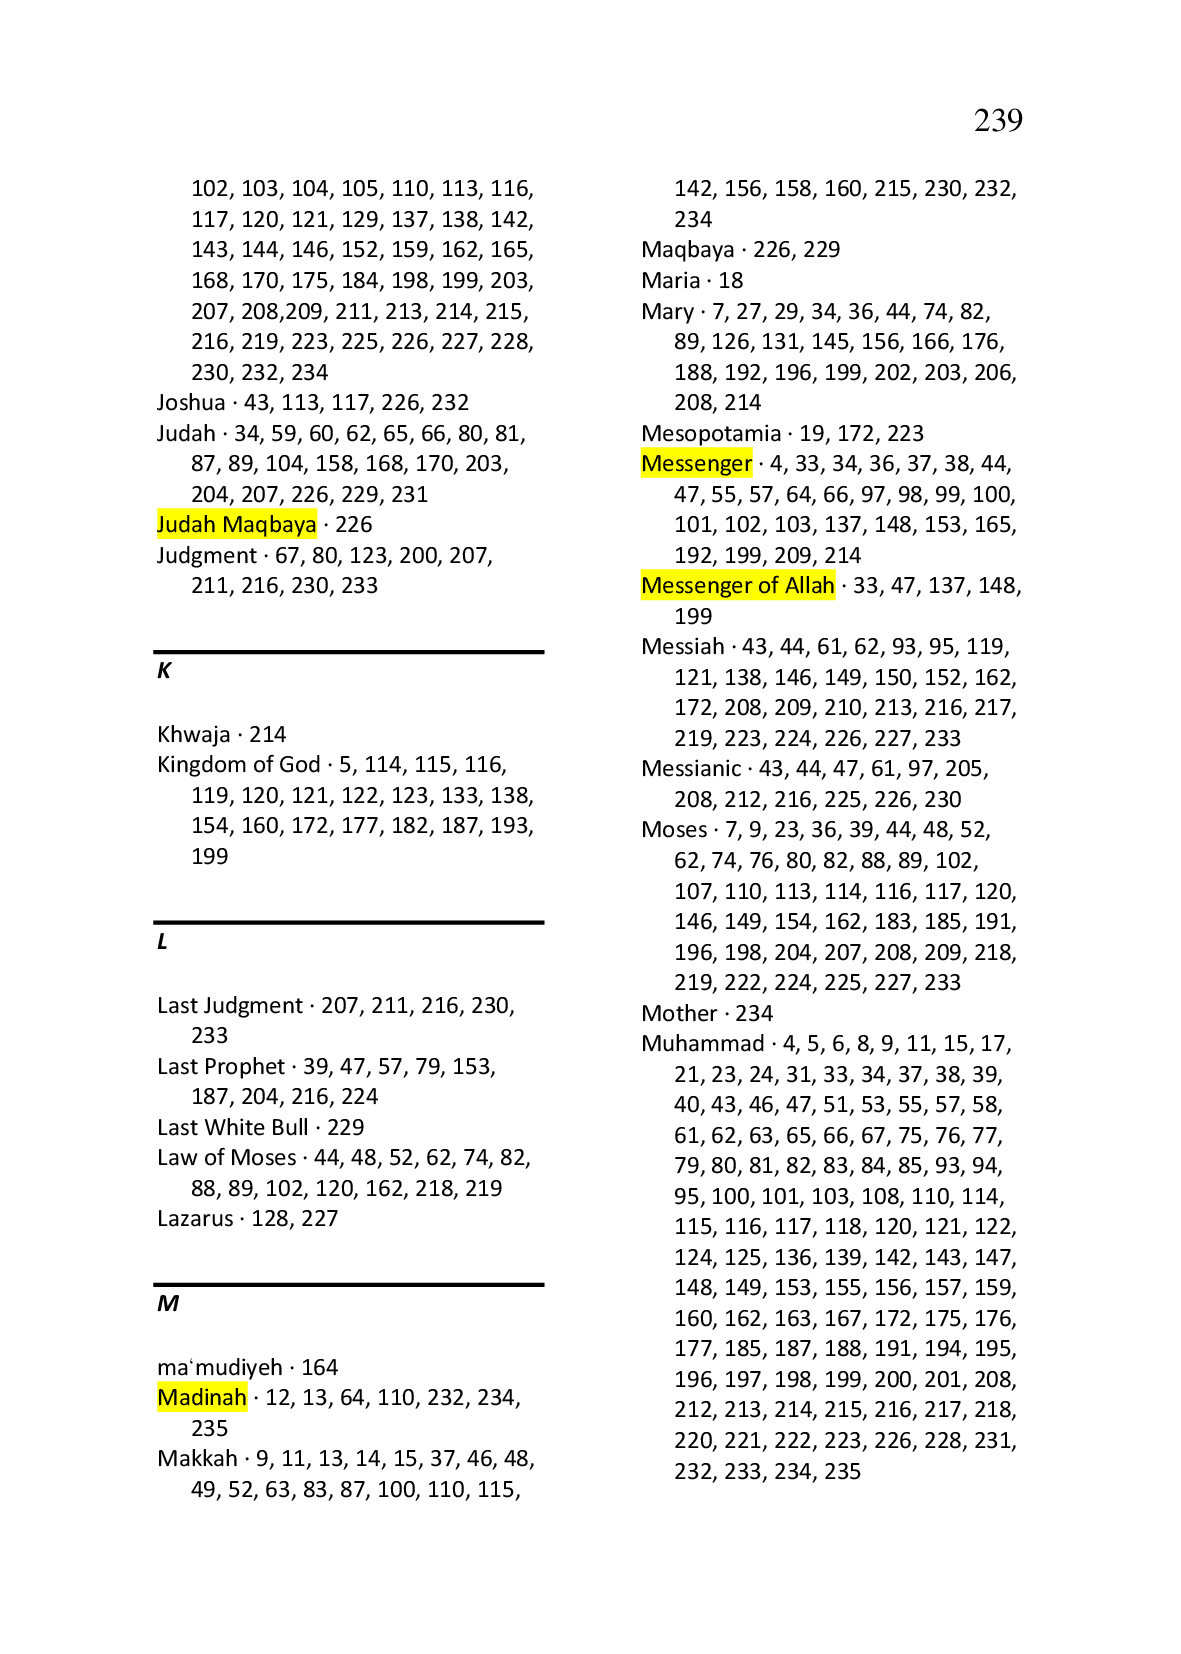 239
102, 103, 104, 105, 110, 113, 116,
117, 120, 121, 129, 137, 138, 142,
143, 144, 146, 152, 159, 162, 165,
168, 170, 175, 184, 198, 199, 203,
207, 208,209, 211, 213, 214, 215,
216, 219, 223, 225, 226, 227, 228,
230, 232, 234
Joshua · 43, 113, 117, 226, 232
Judah · 34, 59, 60, 62, 65, 66, 80, 81,
87, 89, 104, 158, 168, 170, 203,
204, 207, 226, 229, 231
Judah Maqbaya · 226
Judgment · 67, 80, 123, 200, 207,
211, 216, 230, 233
K
Khwaja · 214
Kingdom of God · 5, 114, 115, 116,
119, 120, 121, 122, 123, 133, 138,
154, 160, 172, 177, 182, 187, 193,
199
L
Last Judgment · 207, 211, 216, 230,
233
Last Prophet · 39, 47, 57, 79, 153,
187, 204, 216, 224
Last White Bull · 229
Law of Moses · 44, 48, 52, 62, 74, 82,
88, 89, 102, 120, 162, 218, 219
Lazarus · 128, 227
M
ma‘mudiyeh · 164
Madinah · 12, 13, 64, 110, 232, 234,
235
Makkah · 9, 11, 13, 14, 15, 37, 46, 48,
49, 52, 63, 83, 87, 100, 110, 115,
142, 156, 158, 160, 215, 230, 232,
234
Maqbaya · 226, 229
Maria · 18
Mary · 7, 27, 29, 34, 36, 44, 74, 82,
89, 126, 131, 145, 156, 166, 176,
188, 192, 196, 199, 202, 203, 206,
208, 214
Mesopotamia · 19, 172, 223
Messenger · 4, 33, 34, 36, 37, 38, 44,
47, 55, 57, 64, 66, 97, 98, 99, 100,
101, 102, 103, 137, 148, 153, 165,
192, 199, 209, 214
Messenger of Allah · 33, 47, 137, 148,
199
Messiah · 43, 44, 61, 62, 93, 95, 119,
121, 138, 146, 149, 150, 152, 162,
172, 208, 209, 210, 213, 216, 217,
219, 223, 224, 226, 227, 233
Messianic · 43, 44, 47, 61, 97, 205,
208, 212, 216, 225, 226, 230
Moses · 7, 9, 23, 36, 39, 44, 48, 52,
62, 74, 76, 80, 82, 88, 89, 102,
107, 110, 113, 114, 116, 117, 120,
146, 149, 154, 162, 183, 185, 191,
196, 198, 204, 207, 208, 209, 218,
219, 222, 224, 225, 227, 233
Mother · 234
Muhammad · 4, 5, 6, 8, 9, 11, 15, 17,
21, 23, 24, 31, 33, 34, 37, 38, 39,
40, 43, 46, 47, 51, 53, 55, 57, 58,
61, 62, 63, 65, 66, 67, 75, 76, 77,
79, 80, 81, 82, 83, 84, 85, 93, 94,
95, 100, 101, 103, 108, 110, 114,
115, 116, 117, 118, 120, 121, 122,
124, 125, 136, 139, 142, 143, 147,
148, 149, 153, 155, 156, 157, 159,
160, 162, 163, 167, 172, 175, 176,
177, 185, 187, 188, 191, 194, 195,
196, 197, 198, 199, 200, 201, 208,
212, 213, 214, 215, 216, 217, 218,
220, 221, 222, 223, 226, 228, 231,
232, 233, 234, 235